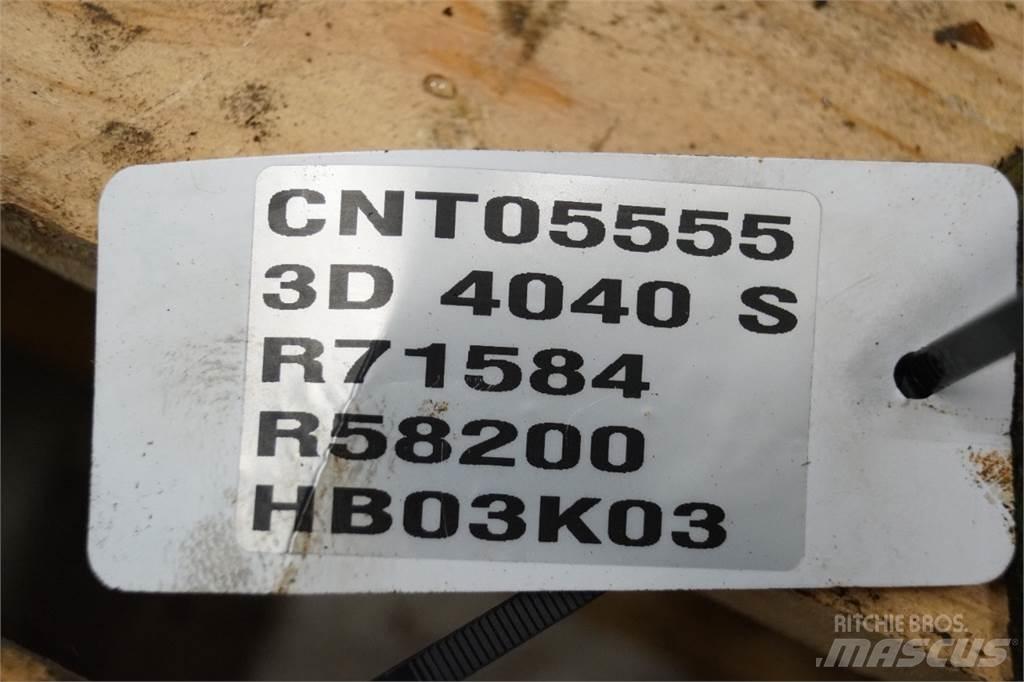 CNT05555
3D 4040 S
R71584
R58200
HB03K03
RITCHIE BROS.
MASCUS